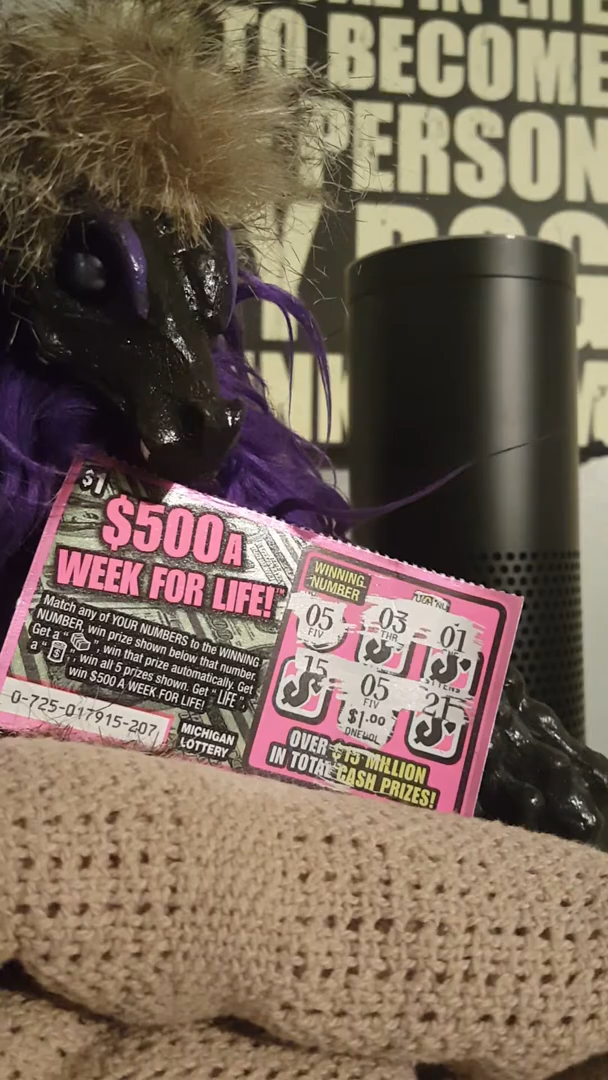 TO BECOME
PERSON
$1
$500 A
WEEK FOR LIFE!™
Match any of YOUR NUMBERS to the WINNING
NUMBER, win prize shown below that number.
Get a " ", win that prize automatically. Get
a " ", win all 5 prizes shown. Get "LIFE",
win $500 A WEEK FOR LIFE!
0-725-017915-207
MICHIGAN
LOTTERY
WINNING
NUMBER
05 03 01
FIV THR
15 05 21
$1.00
ONEDOL
OVER $15 MILLION
IN TOTAL CASH PRIZES!